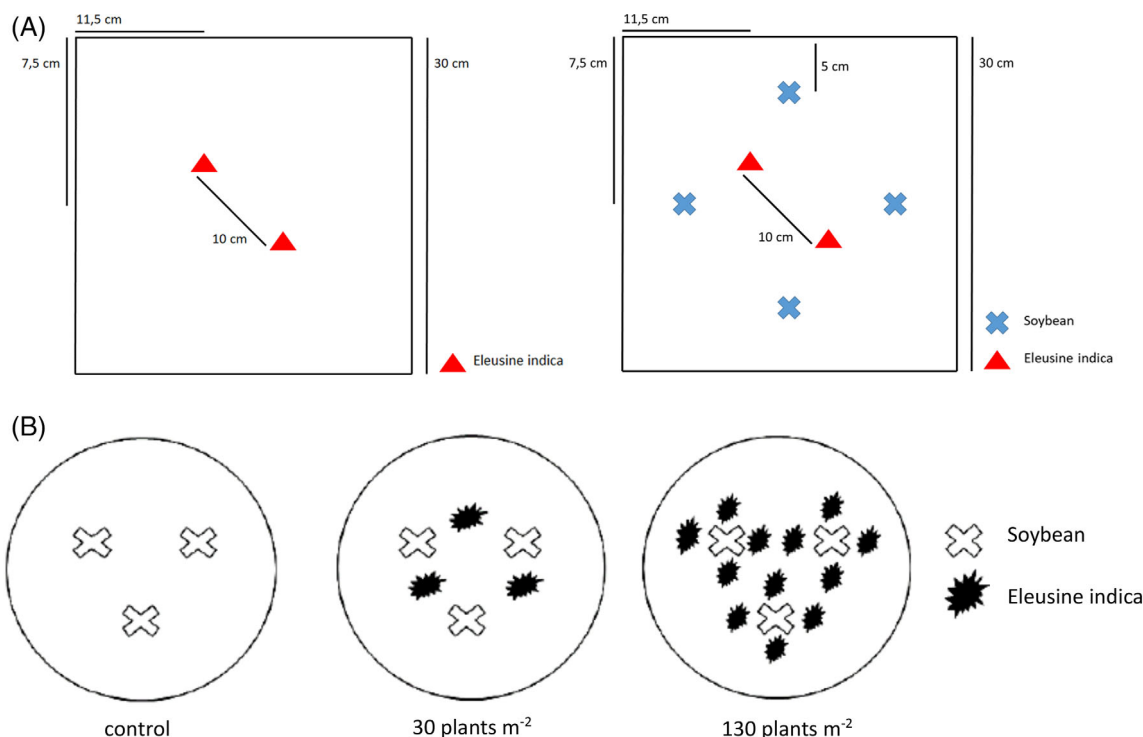 (A)
11,5 cm
7,5 cm
30 cm
10 cm
Eleusine indica
11,5 cm
7,5 cm
5 cm
30 cm
10 cm
Soybean
Eleusine indica
(B)
Soybean
Eleusine indica
control
30 plants m⁻²
130 plants m⁻²